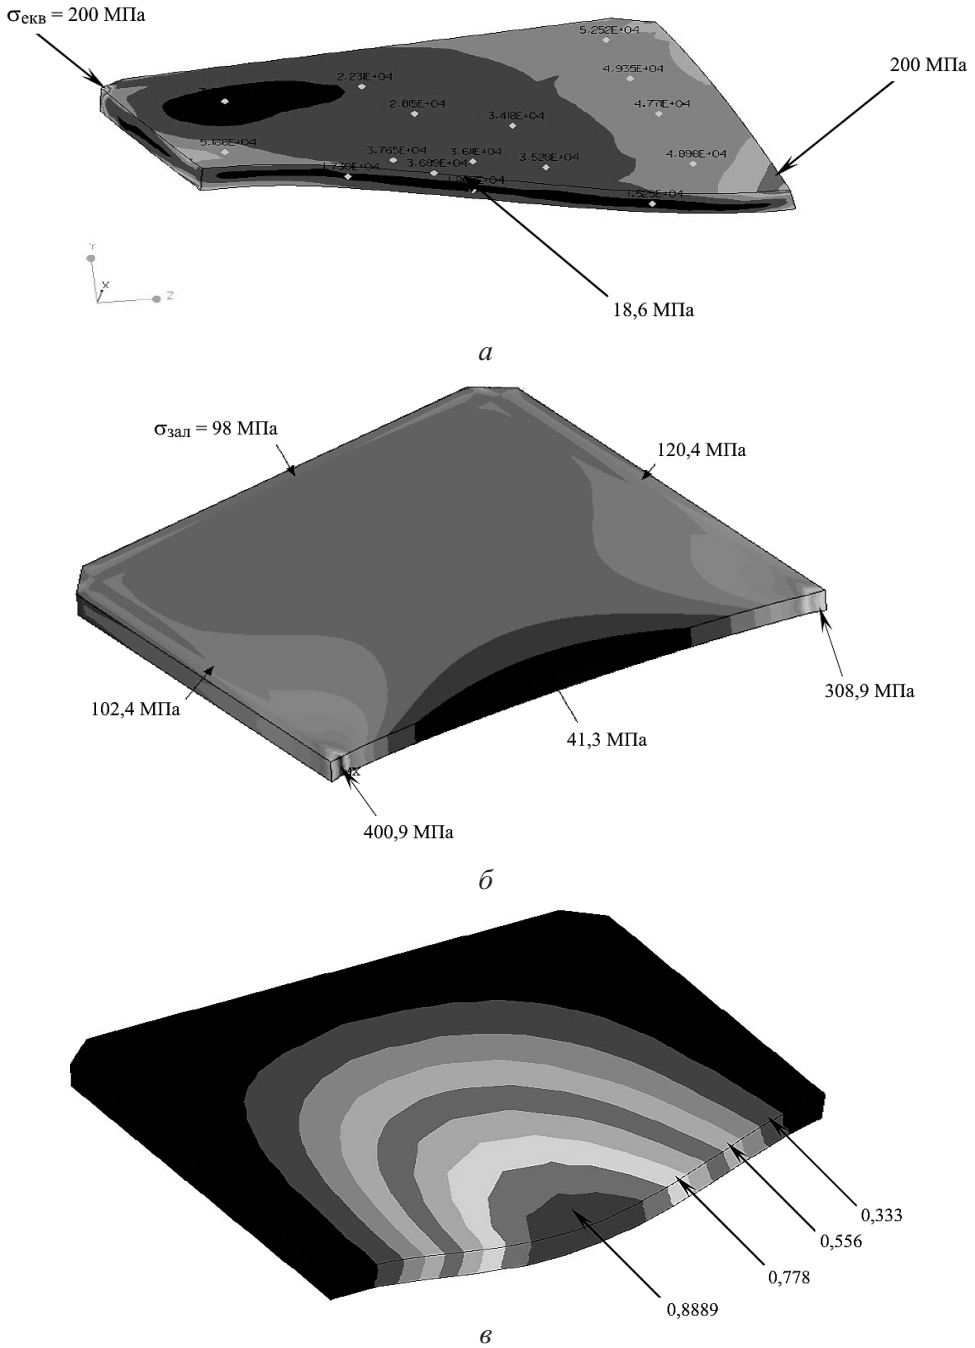 σекв = 200 МПа
5.252E+04
200 МПа
4.935E+04
2.231E+04
2.815E+04
4.771E+04
3.418E+04
5.138E+04
3.765E+04
3.611E+04
3.689E+04
3.528E+04
4.898E+04
1.525E+04
Y
X
Z
18,6 МПа
а
σзал = 98 МПа
120,4 МПа
102,4 МПа
308,9 МПа
41,3 МПа
400,9 МПа
б
0,333
0,556
0,778
0,8889
в